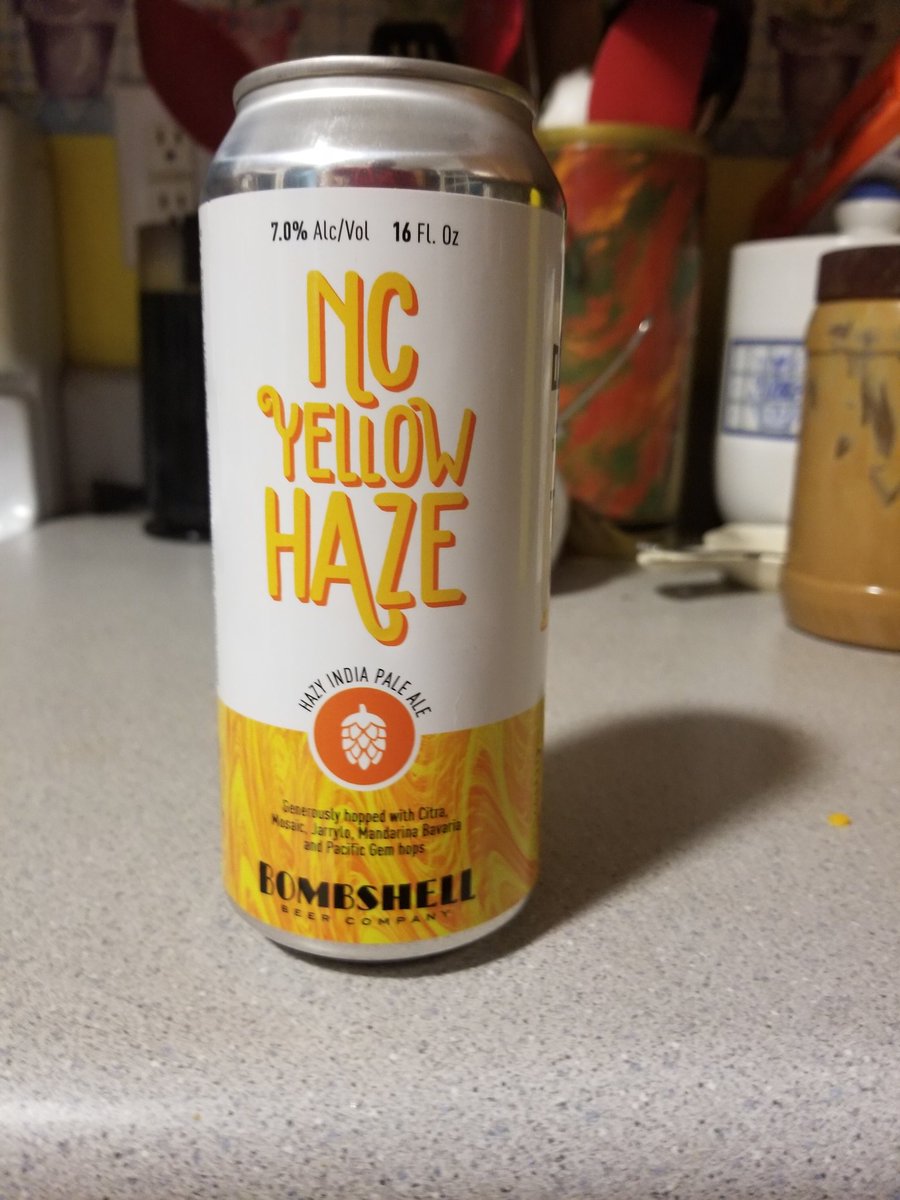 7.0% Alc/Vol 16 Fl. Oz
NC
YELLOW
HAZE
HAZY INDIA PALE ALE
Generously hopped with Citra,
Mosaic, Jarrylo, Mandarina Bavaria
and Pacific Gem hops
BOMBSHELL
BEER COMPANY